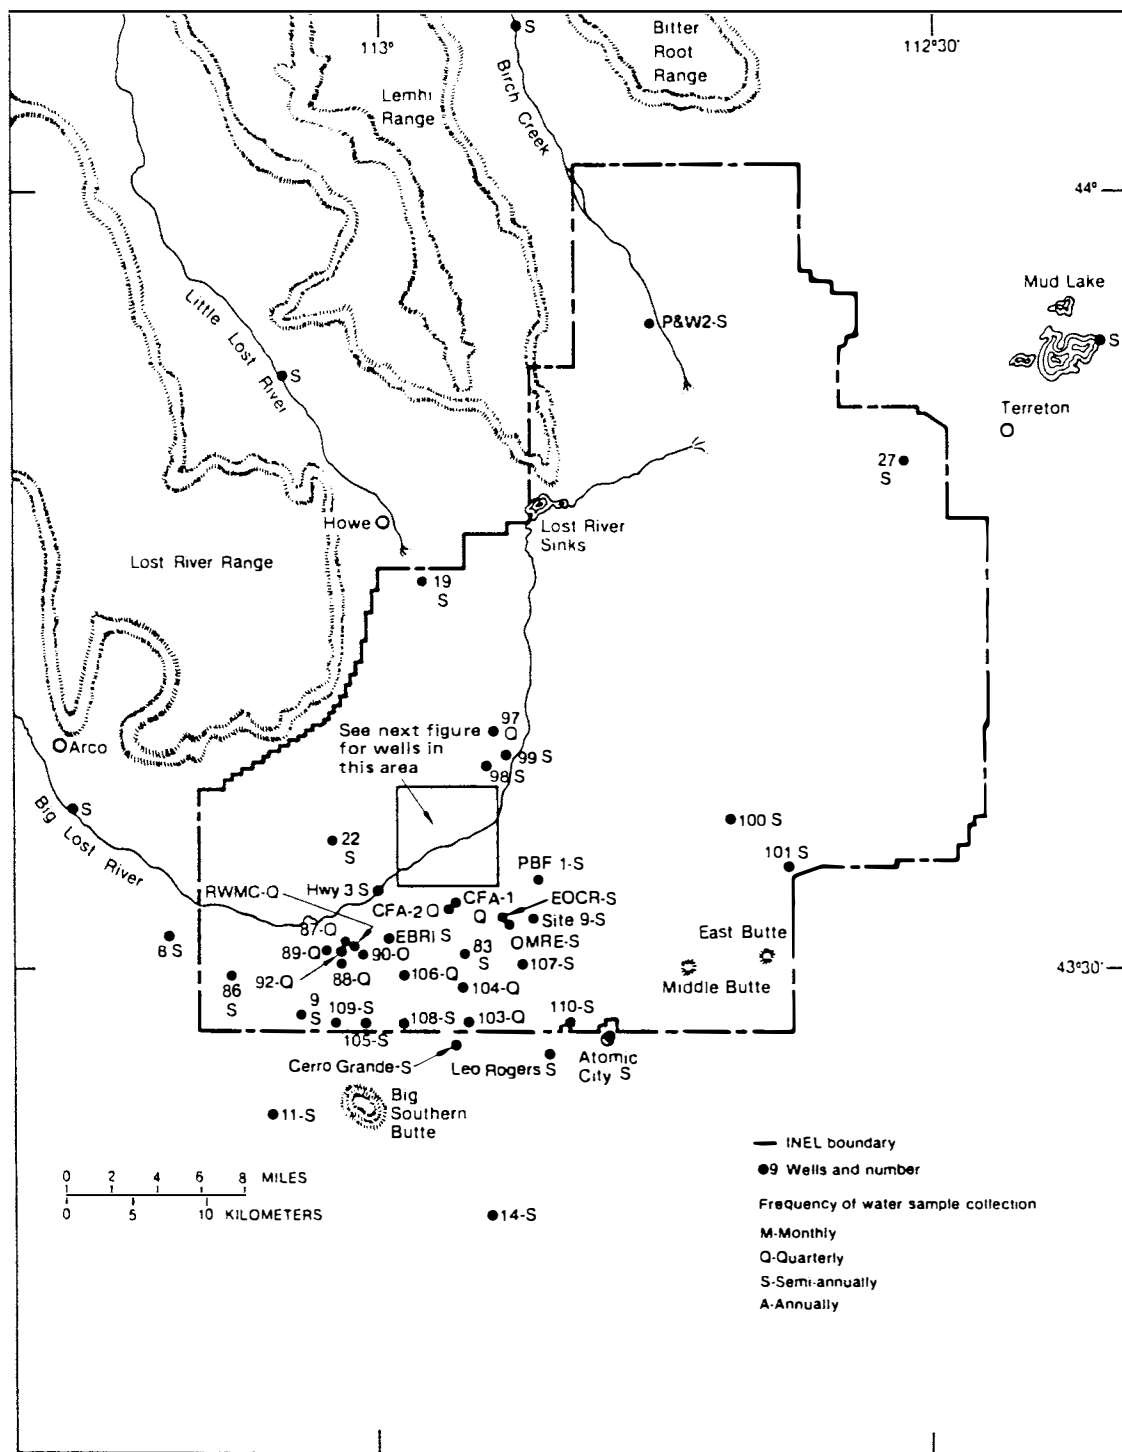 113°
S
Bitter
Root
Range
112°30'
Birch Creek
Lemhi
Range
44°
Mud Lake
S
P&W2-S
Little Lost
River
S
Terreton
27
S
Howe
Lost River
Sinks
Lost River Range
19
S
See next figure
for wells in
this area
97
Q
99 S
98 S
Arco
S
Big Lost
River
22
S
100 S
101 S
PBF 1-S
RWMC-Q
Hwy 3 S
CFA-1
Q
EOCR-S
CFA-2 Q
Site 9-S
87-Q
EBRI S
OMRE-S
8 S
89-Q
90-Q
83
S
107-S
East Butte
43°30'
Middle Butte
92-Q
88-Q
106-Q
104-Q
86
S
9
S
109-S
105-S
108-S
103-Q
110-S
Cerro Grande-S
Leo Rogers S
Atomic
City S
11-S
Big
Southern
Butte
INEL boundary
9 Wells and number
0 2 4 6 8 MILES
0 5 10 KILOMETERS
Frequency of water sample collection
14-S
M-Monthly
Q-Quarterly
S-Semi-annually
A-Annually